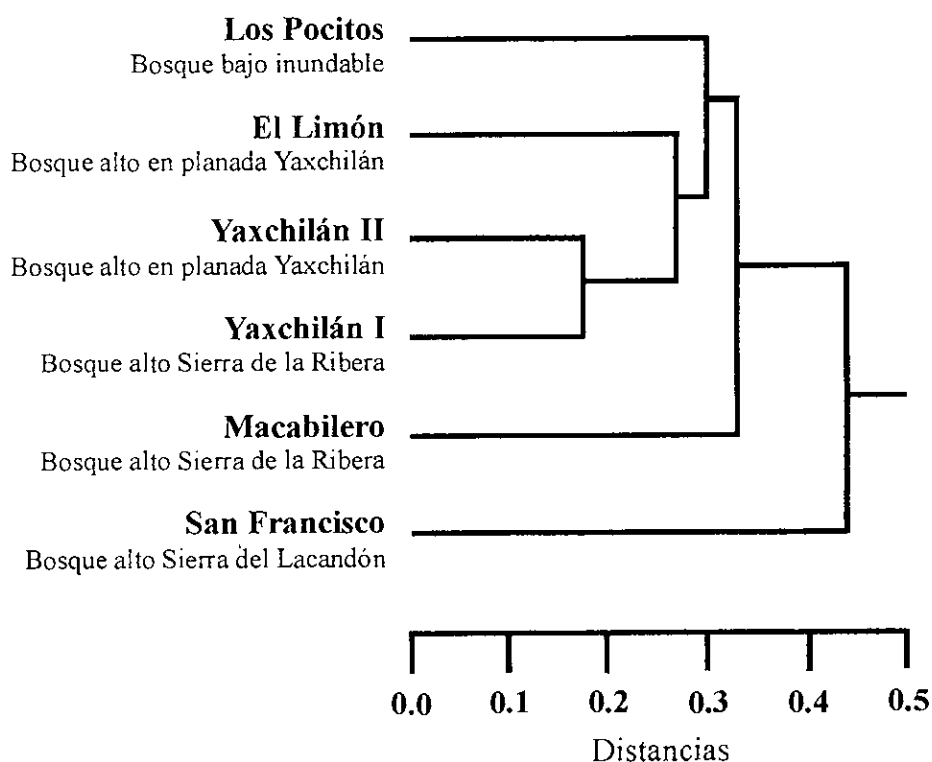 Los Pocitos
Bosque bajo inundable
El Limón
Bosque alto en planada Yaxchilán
Yaxchilán II
Bosque alto en planada Yaxchilán
Yaxchilán I
Bosque alto Sierra de la Ribera
Macabilero
Bosque alto Sierra de la Ribera
San Francisco
Bosque alto Sierra del Lacandón
0.0 0.1 0.2 0.3 0.4 0.5
Distancias